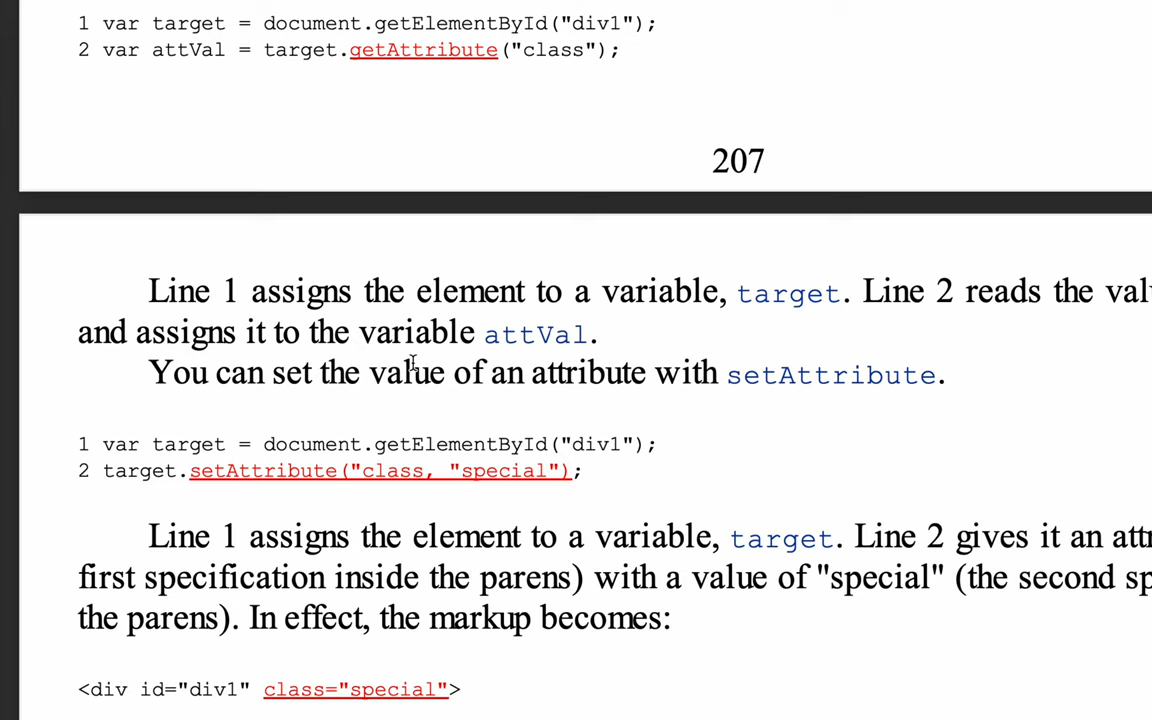 1 var target = document.getElementById("div1");
2 var attVal = target.getAttribute("class");
207
Line 1 assigns the element to a variable, target. Line 2 reads the
and assigns it to the variable attVal.
You can set the value of an attribute with setAttribute.
1 var target = document.getElementById("div1");
2 target.setAttribute("class, "special");
Line 1 assigns the element to a variable, target. Line 2 gives it an
first specification inside the parens) with a value of "special" (the second
the parens). In effect, the markup becomes:
<div id="div1" class="special">